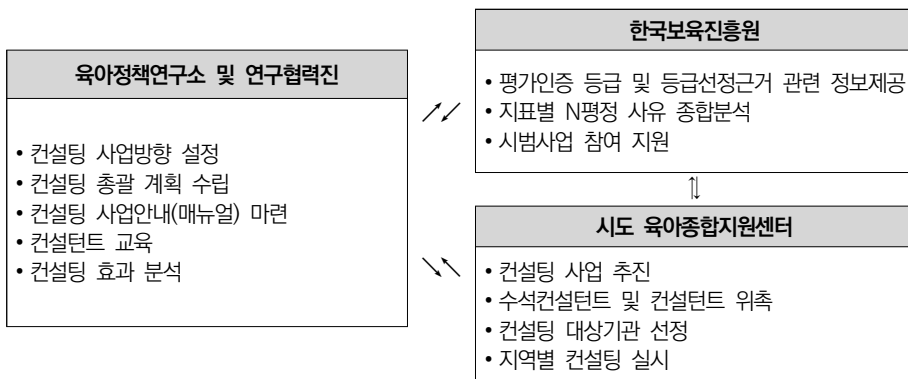 육아정책연구소 및 연구협력진
• 컨설팅 사업방향 설정
• 컨설팅 총괄 계획 수립
• 컨설팅 사업안내(매뉴얼) 마련
• 컨설턴트 교육
• 컨설팅 효과 분석
한국보육진흥원
• 평가인증 등급 및 등급선정근거 관련 정보제공
• 지표별 N평정 사유 종합분석
• 시범사업 참여 지원
시도 육아종합지원센터
• 컨설팅 사업 추진
• 수석컨설턴트 및 컨설턴트 위촉
• 컨설팅 대상기관 선정
• 지역별 컨설팅 실시